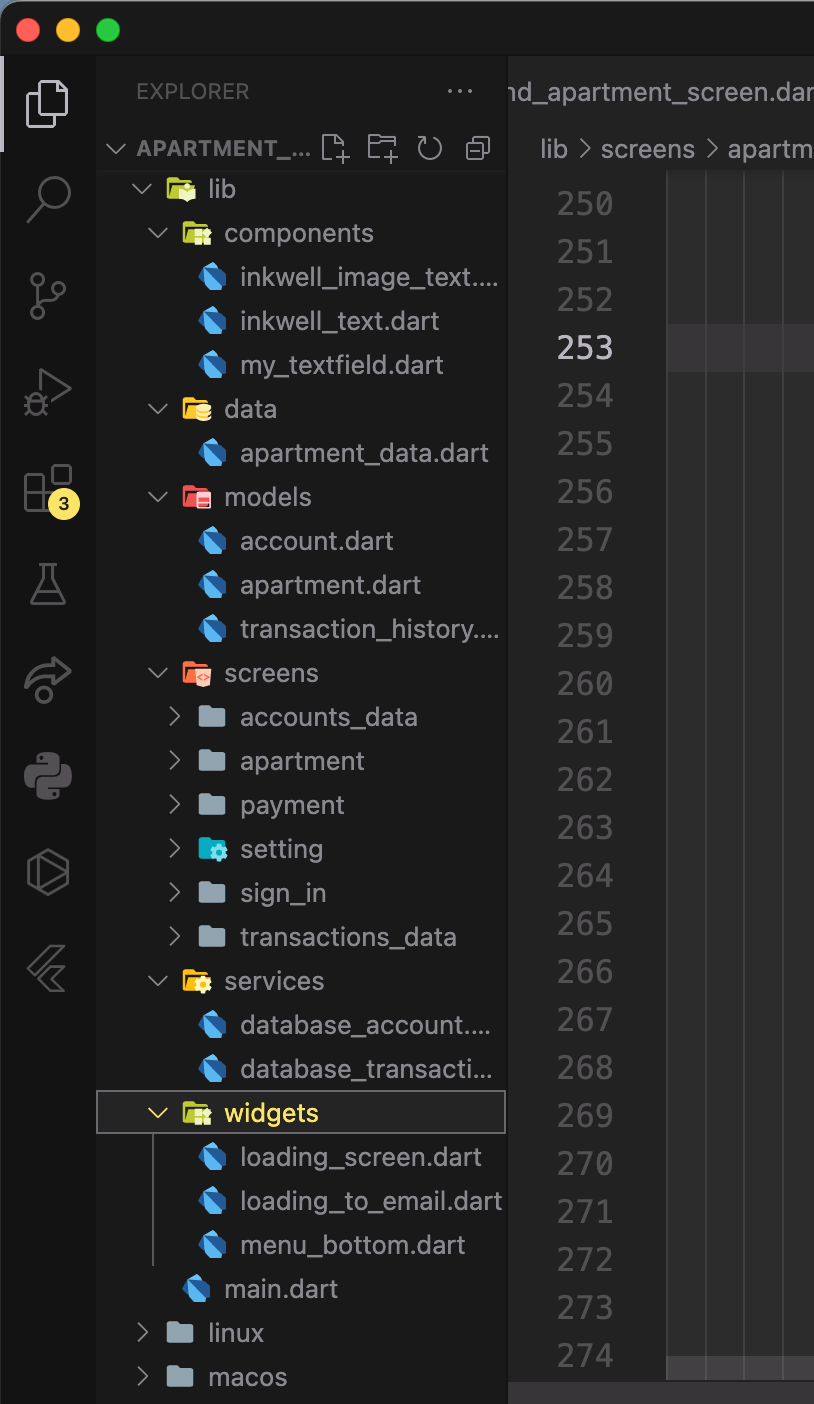 EXPLORER
nd_apartment_screen.dar
APARTMENT_...
lib > screens > apartm
lib
components
inkwell_image_text....
inkwell_text.dart
my_textfield.dart
data
apartment_data.dart
models
account.dart
apartment.dart
transaction_history....
screens
accounts_data
apartment
payment
setting
sign_in
transactions_data
services
database_account....
database_transacti...
widgets
loading_screen.dart
loading_to_email.dart
menu_bottom.dart
main.dart
linux
macos
3
250
251
252
253
254
255
256
257
258
259
260
261
262
263
264
265
266
267
268
269
270
271
272
273
274